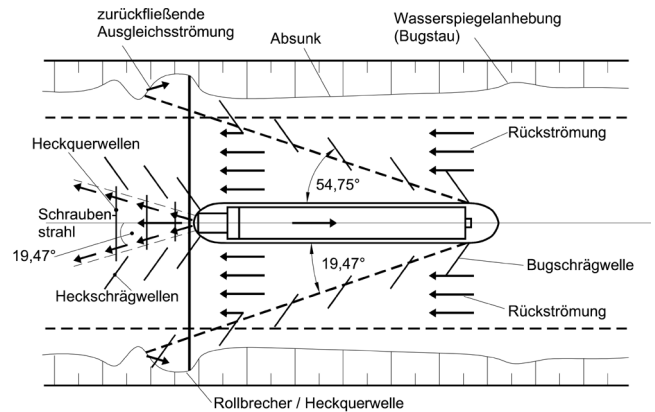 zurückfließende
Ausgleichsströmung
Absunk
Wasserspiegelanhebung
(Bugstau)
Heckquerwellen
Rückströmung
54,75°
Schrauben-
strahl
19,47°
19,47°
Bugschrägwelle
Heckschrägwellen
Rückströmung
Rollbrecher / Heckquerwelle